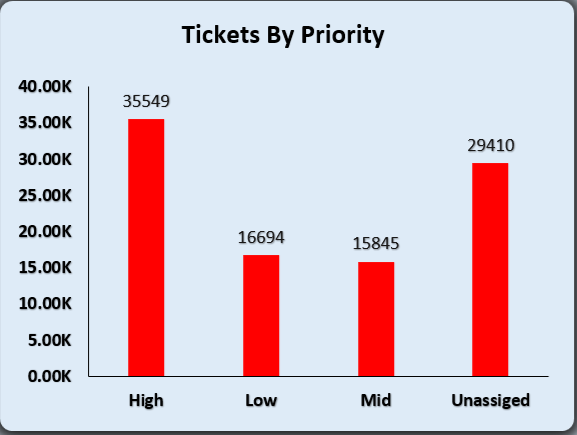 Tickets By Priority
40.00K
35.00K
30.00K
25.00K
20.00K
15.00K
10.00K
5.00K
0.00K
35549
16694
15845
29410
High Low Mid Unassiged